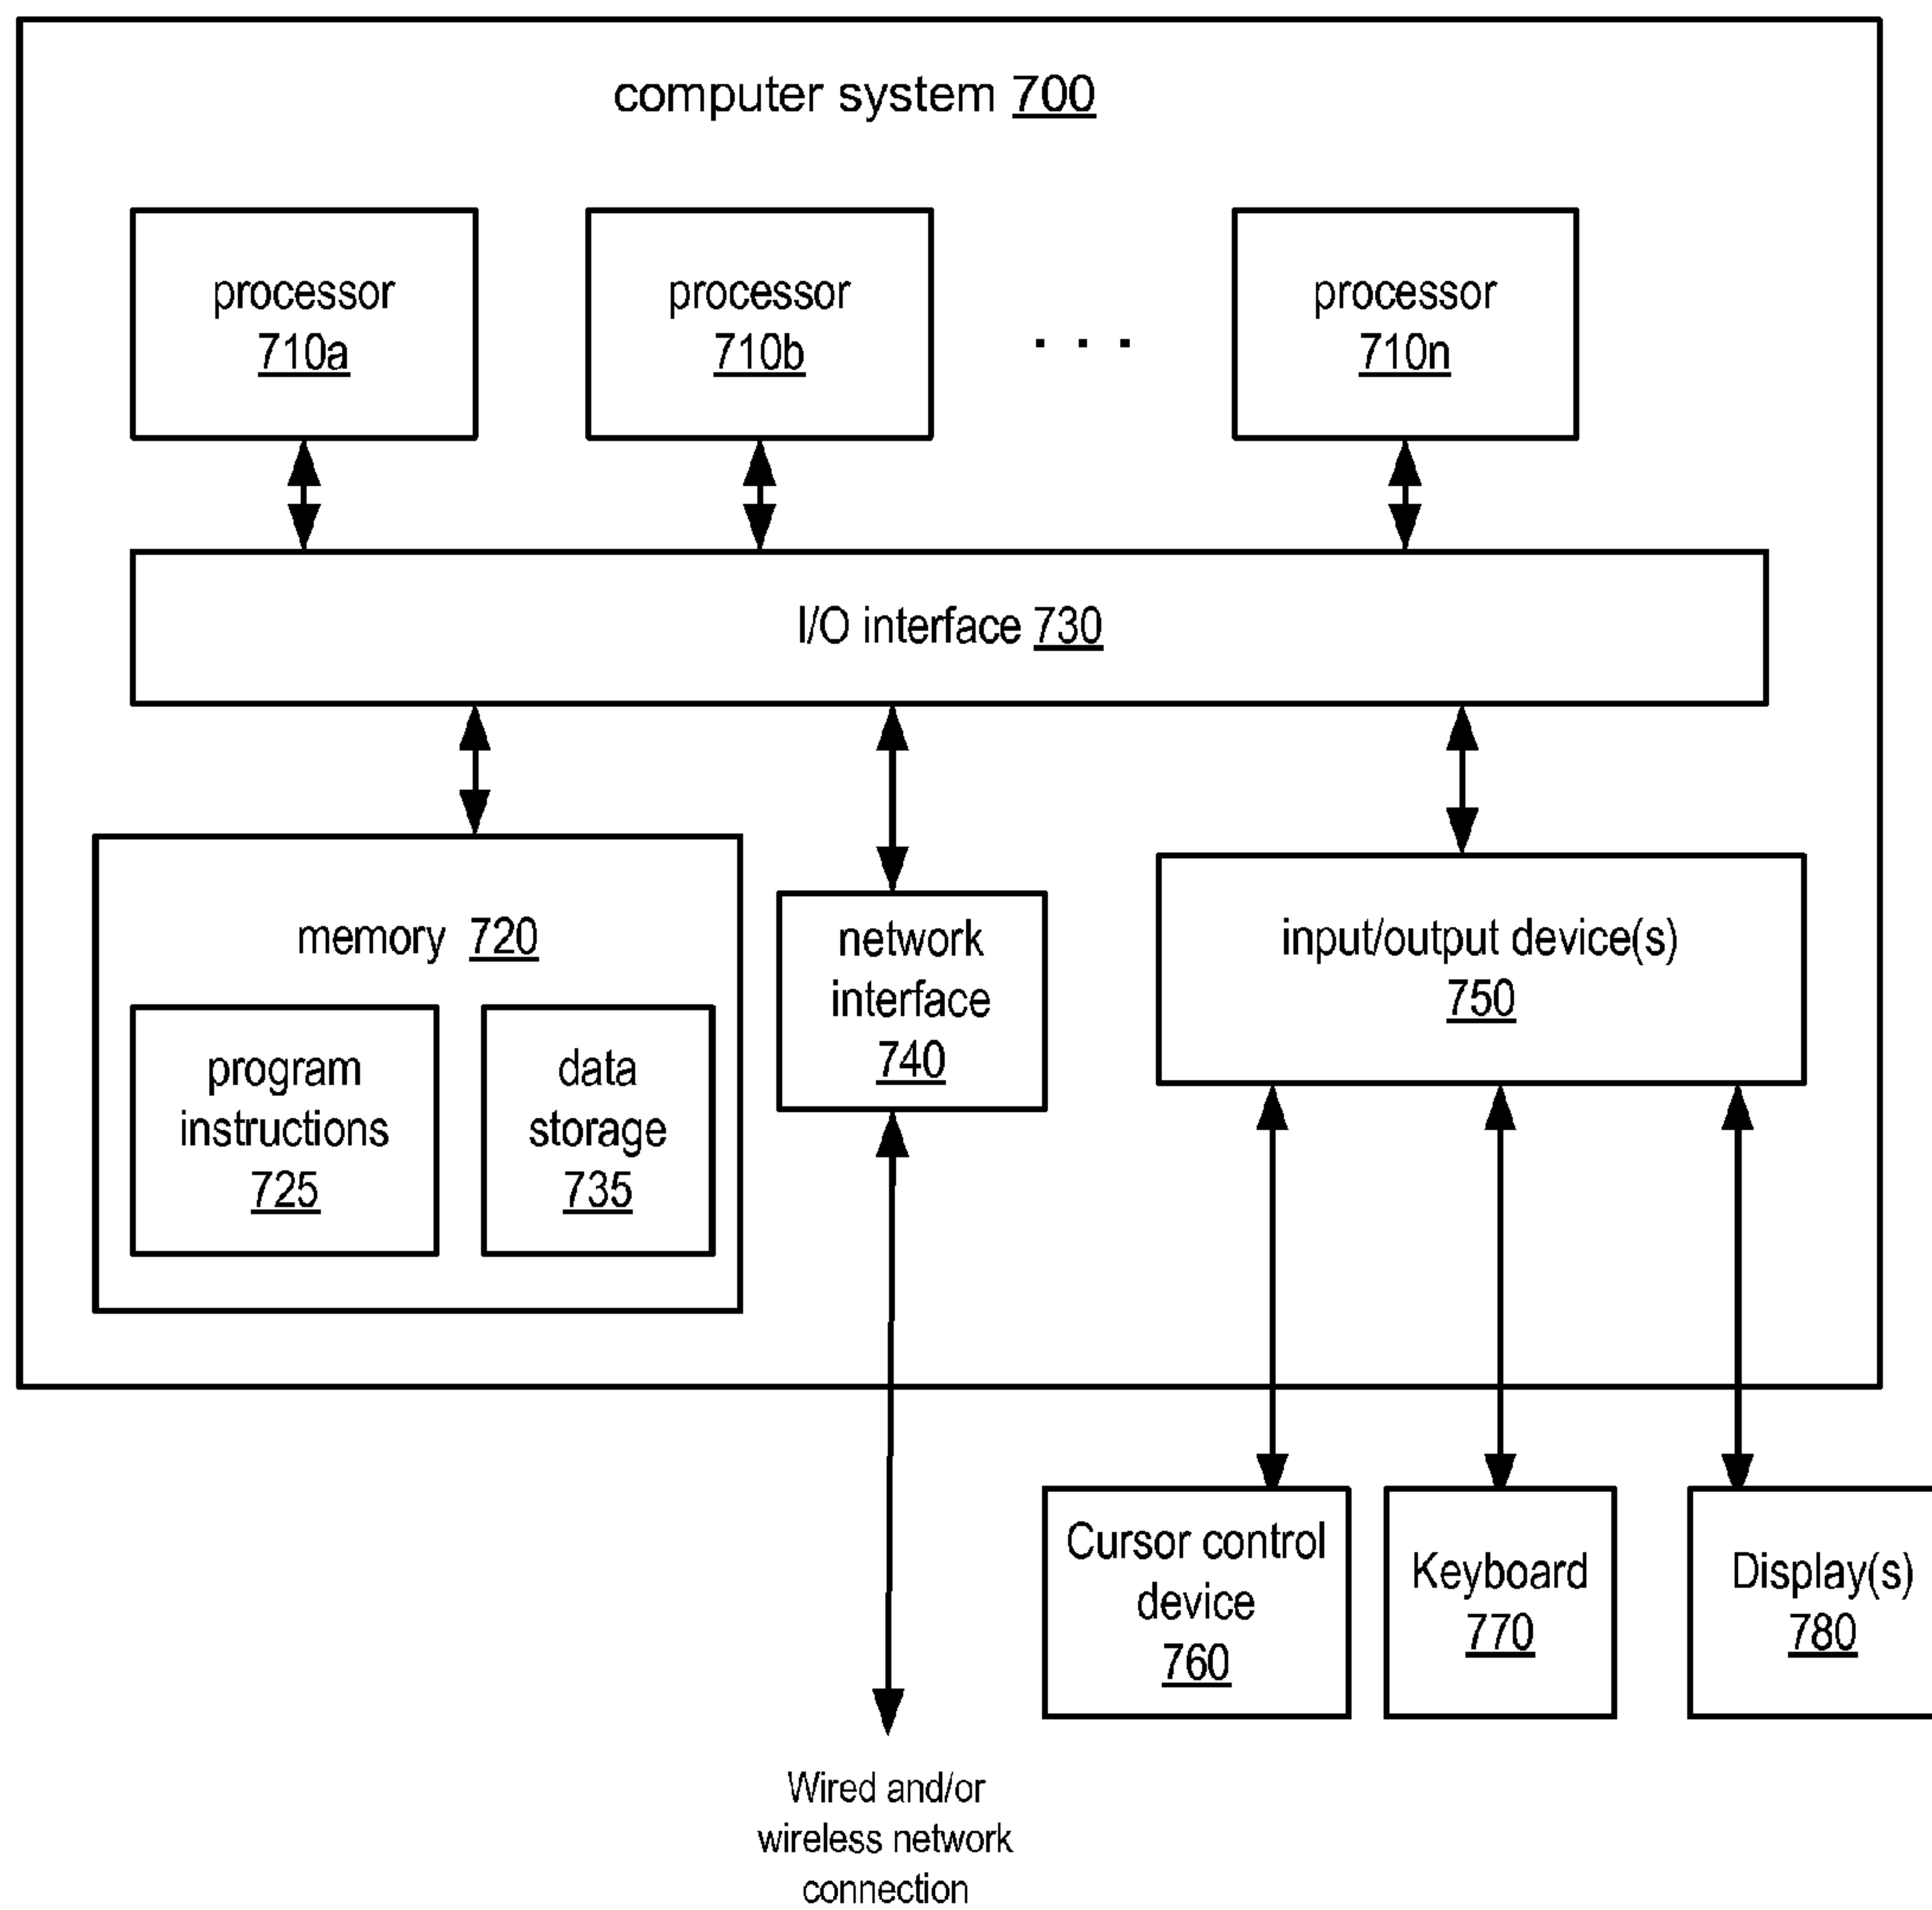 computer system 700
processor
710a
processor
710b
. . .
processor
710n
I/O interface 730
memory 720
program
instructions
725
data
storage
735
network
interface
740
input/output device(s)
750
Cursor control
device
760
Keyboard
770
Display(s)
780
Wired and/or
wireless network
connection